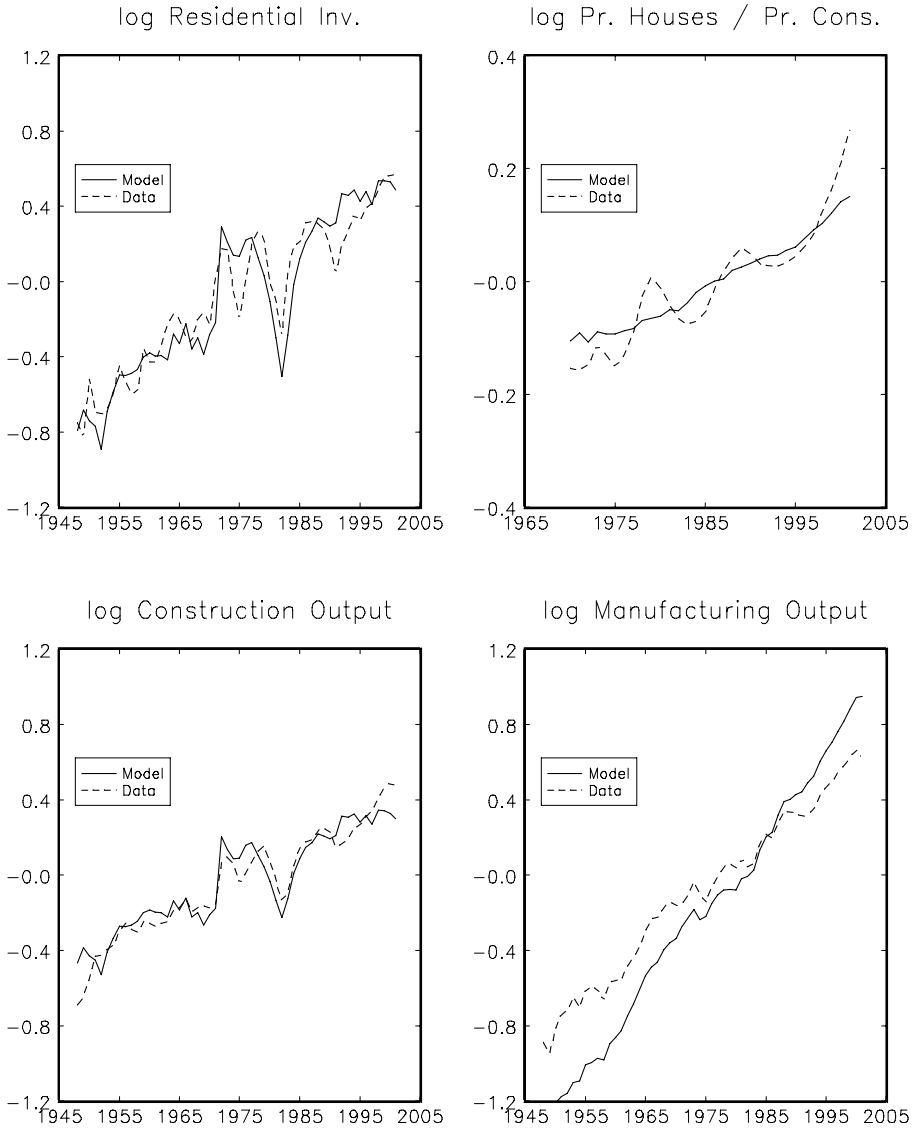 log Residential Inv.
1.2
0.8
0.4
−0.0
−0.4
−0.8
−1.2
1945 1955 1965 1975 1985 1995 2005
Model
Data
log Pr. Houses / Pr. Cons.
0.4
0.2
−0.0
−0.2
−0.4
1965 1975 1985 1995 2005
Model
Data
log Construction Output
1.2
0.8
0.4
−0.0
−0.4
−0.8
−1.2
1945 1955 1965 1975 1985 1995 2005
Model
Data
log Manufacturing Output
1.2
0.8
0.4
−0.0
−0.4
−0.8
−1.2
1945 1955 1965 1975 1985 1995 2005
Model
Data